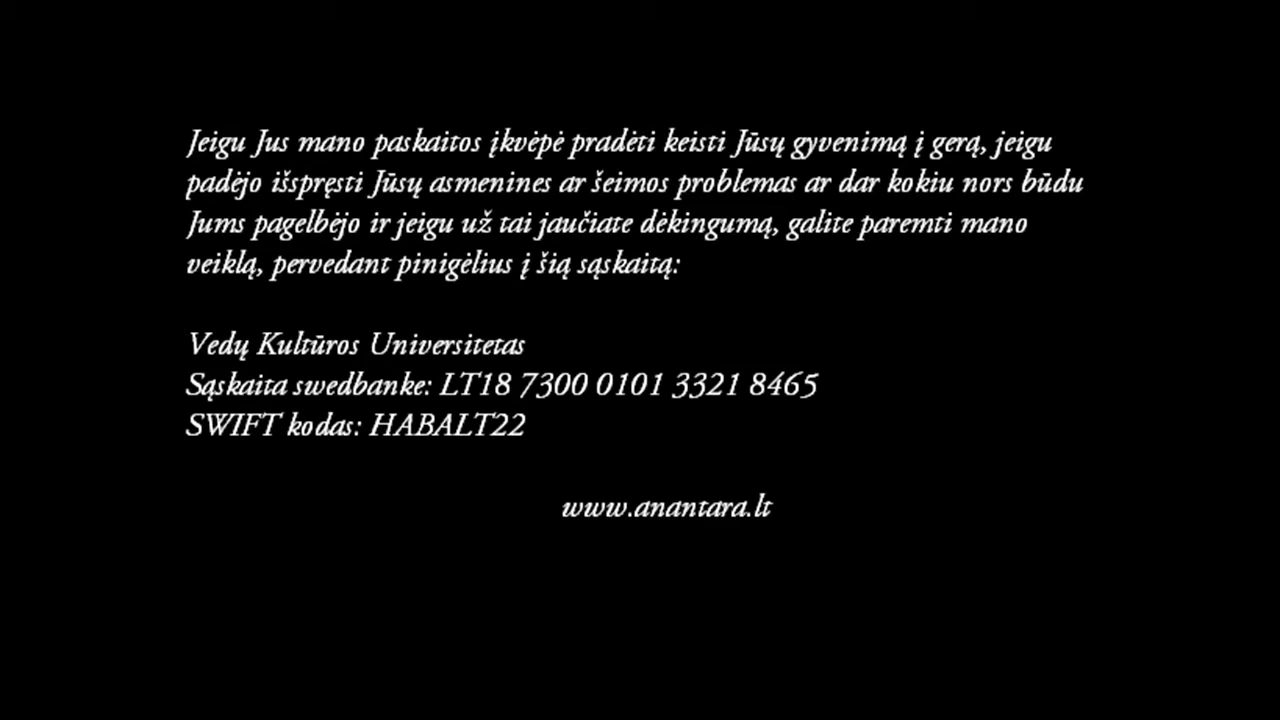 Jeigu Jus mano paskaitos įkvėpė pradėti keisti Jūsų gyvenimą į gerą, jeigu
padėjo išspręsti Jūsų asmenines ar šeimos problemas ar dar kokiu nors būdu
Jums pagelbėjo ir jeigu už tai jaučiate dėkingumą, galite paremti mano
veiklą, pervedant pinigėlius į šią sąskaitą:
Vedų Kultūros Universitetas
Sąskaita swedbanke: LT18 7300 0101 3321 8465
SWIFT kodas: HABALT22
www.anantara.lt